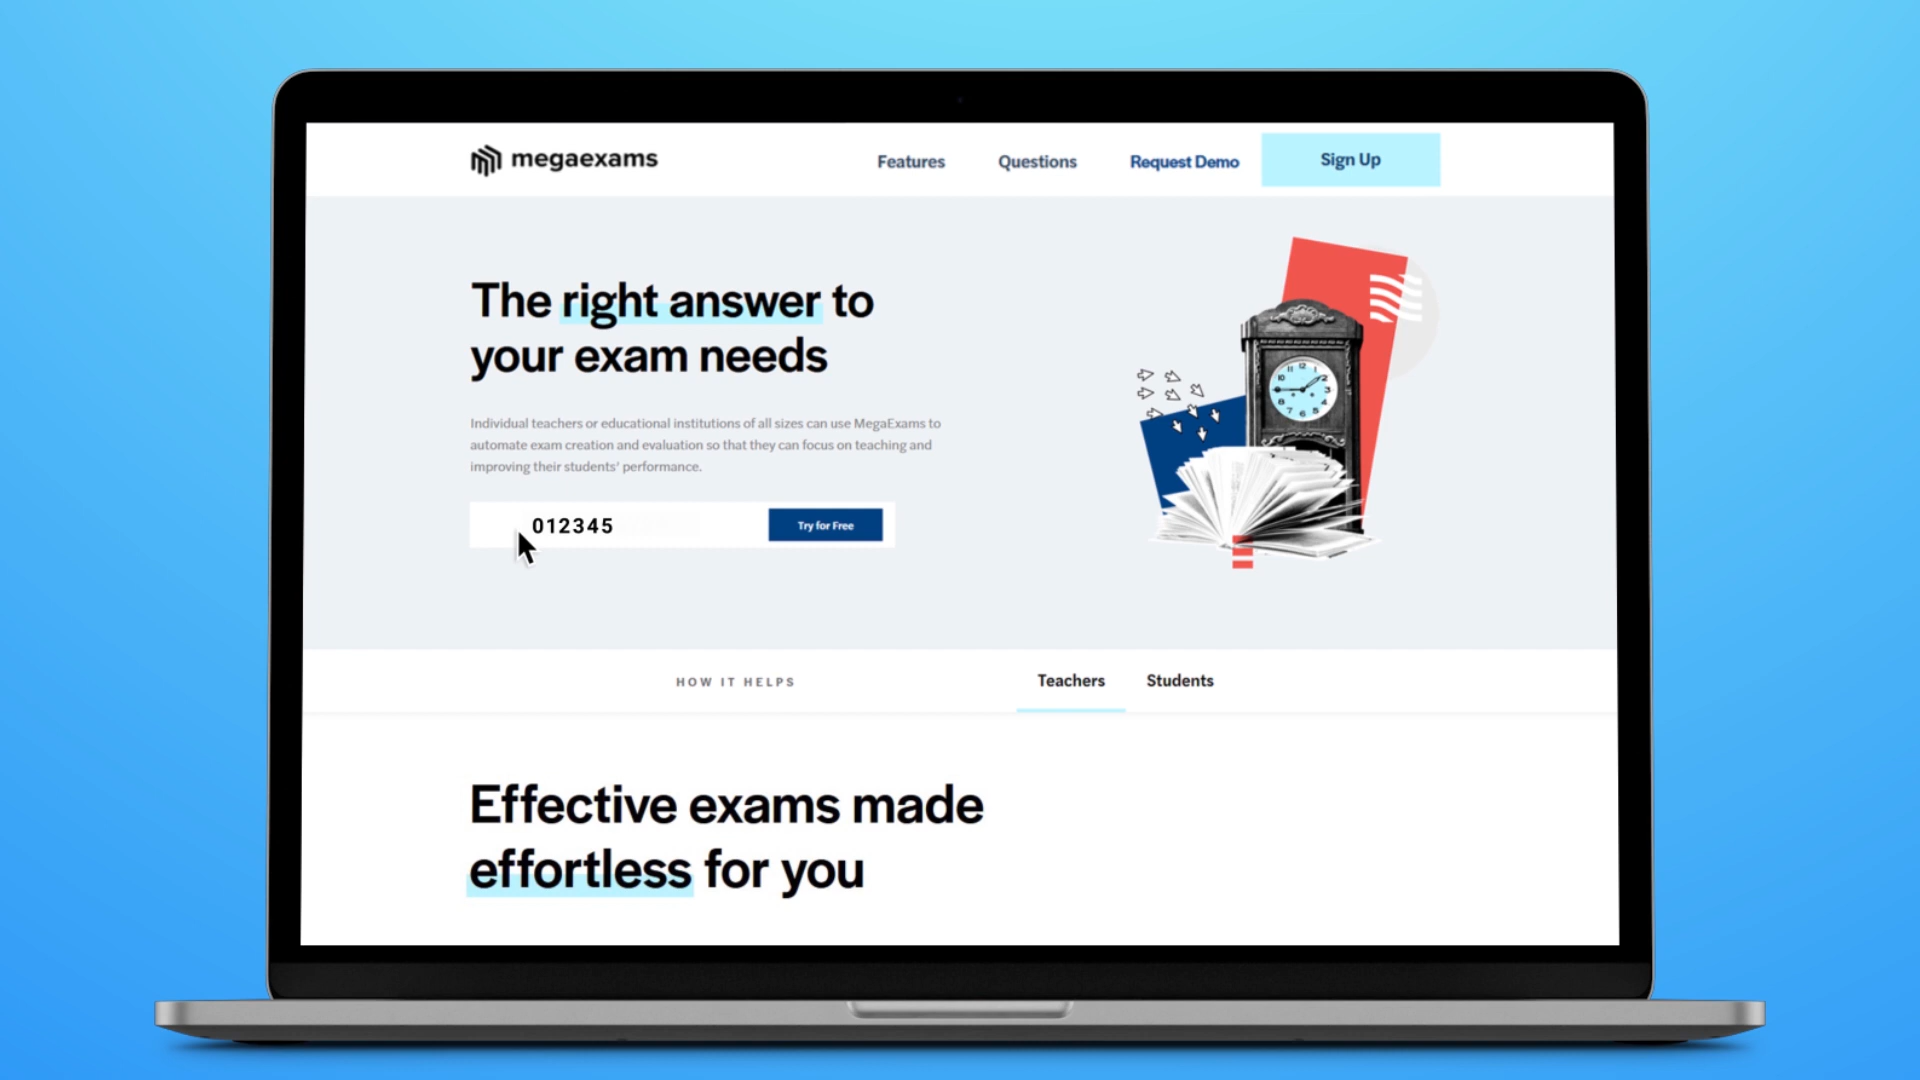 megaexams
Features
Questions
Request Demo
Sign Up
The right answer to
your exam needs
Individual teachers or educational institutions of all sizes can use MegaExams to
automate exam creation and evaluation so that they can focus on teaching and
improving their students' performance.
012345
Try for Free
HOW IT HELPS
Teachers
Students
Effective exams made
effortless for you